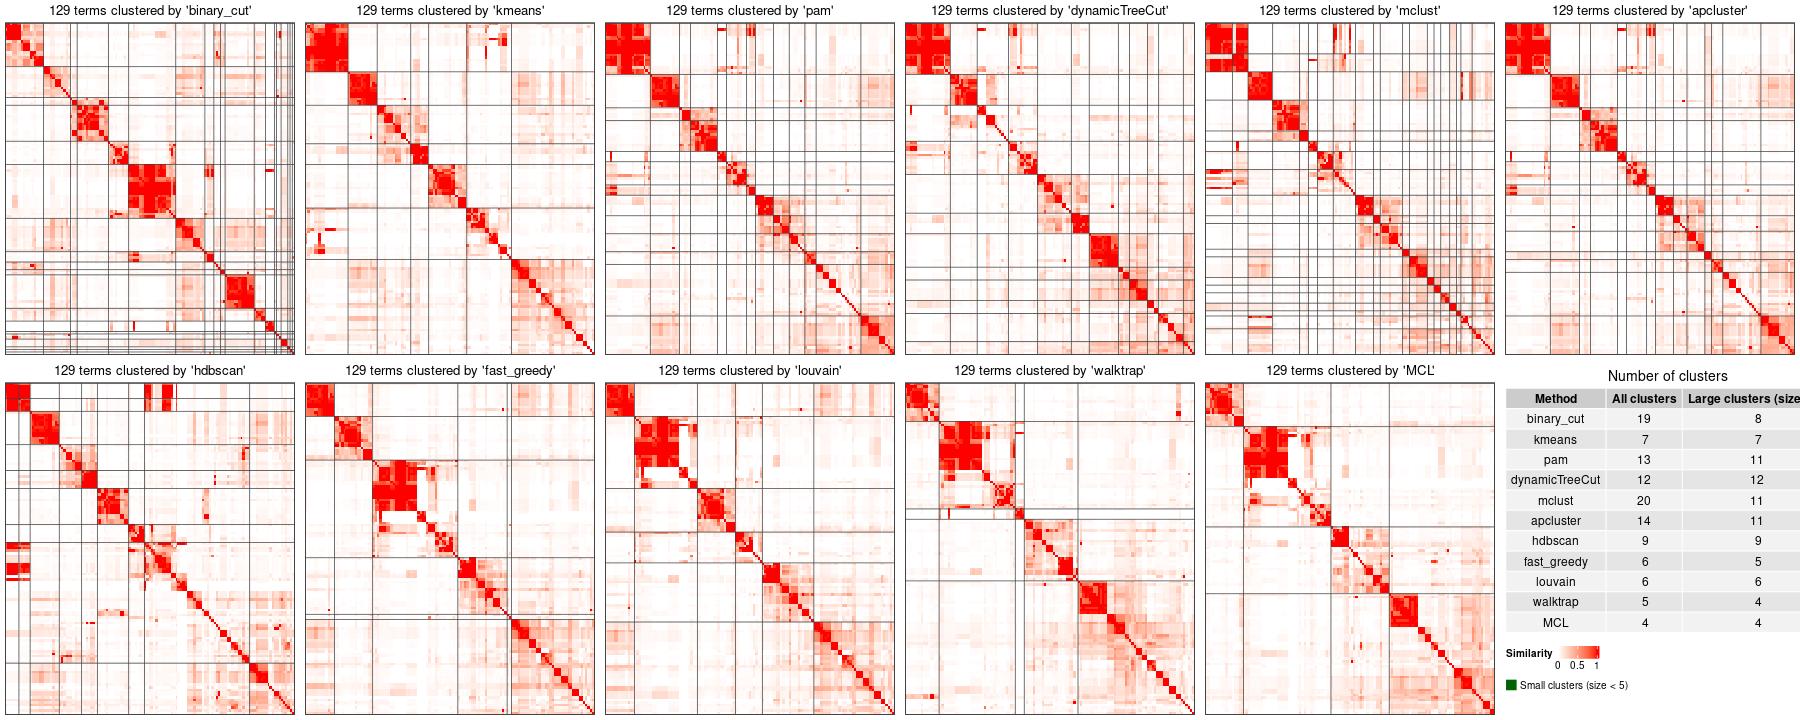 129 terms clustered by 'binary_cut'
129 terms clustered by 'kmeans'
129 terms clustered by 'pam'
129 terms clustered by 'dynamicTreeCut'
129 terms clustered by 'mclust'
129 terms clustered by 'apcluster'
129 terms clustered by 'hdbscan'
129 terms clustered by 'fast_greedy'
129 terms clustered by 'louvain'
129 terms clustered by 'walktrap'
129 terms clustered by 'MCL'
Number of clusters
Method All clusters Large clusters (size
binary_cut 19 8
kmeans 7 7
pam 13 11
dynamicTreeCut 12 12
mclust 20 11
apcluster 14 11
hdbscan 9 9
fast_greedy 6 5
louvain 6 6
walktrap 5 4
MCL 4 4
Similarity
0 0.5 1
Small clusters (size < 5)